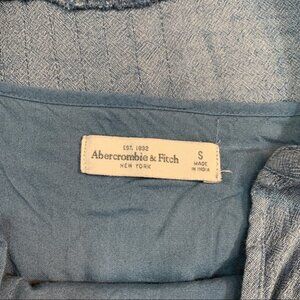 EST. 1892
Abercrombie & Fitch
NEW YORK
S
MADE
IN INDIA